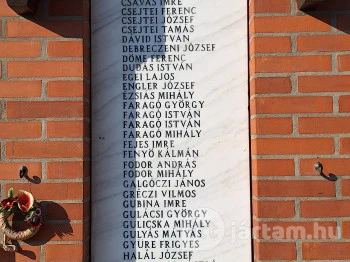 CSAVAS IMRE
CSEJTEI FERENC
CSEJTEI JÓZSEF
CSEJTEI TAMÁS
DÁVID ISTVÁN
DEBRECZENI JÓZSEF
DÖME FERENC
DUDÁS ISTVÁN
EGEI LAJOS
ENGLER JÓZSEF
ÉZSIÁS MIHÁLY
FARAGÓ GYÖRGY
FARAGÓ ISTVÁN
FARAGÓ ISTVÁN
FARAGÓ MIHÁLY
FEJES IMRE
FENYŐ KÁLMÁN
FODOR ANDRÁS
FODOR MIHÁLY
GALGÓCZI JÁNOS
GRÉCZI VILMOS
GUBINA IMRE
GULÁCSI GYÖRGY
GULICSKA MIHÁLY
GULYÁS MÁTYÁS
GYURE FRIGYES
HALÁL JÓZSEF
jártam.hu